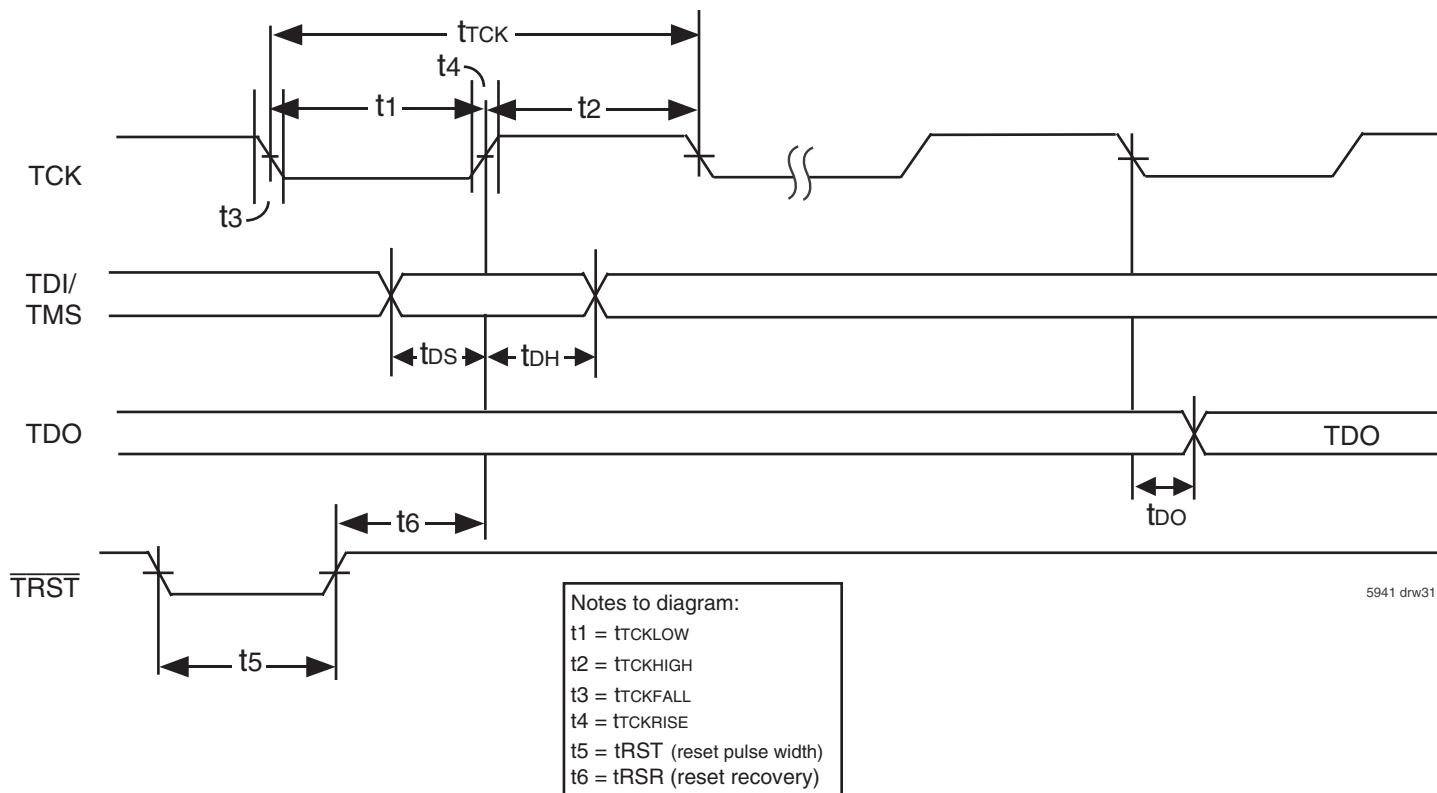 tTCK
t4
t1
t2
TCK
t3
TDI/
TMS
tDS
tDH
TDO
TDO
t6
tDO
TRST
5941 drw31
t5
Notes to diagram:
t1 = tTCKLOW
t2 = tTCKHIGH
t3 = tTCKFALL
t4 = tTCKRISE
t5 = tRST (reset pulse width)
t6 = tRSR (reset recovery)